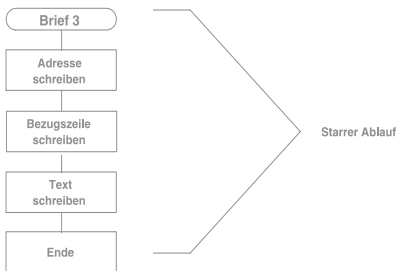 Brief 3
Adresse
schreiben
Bezugszeile
schreiben
Text
schreiben
Ende
Starrer Ablauf